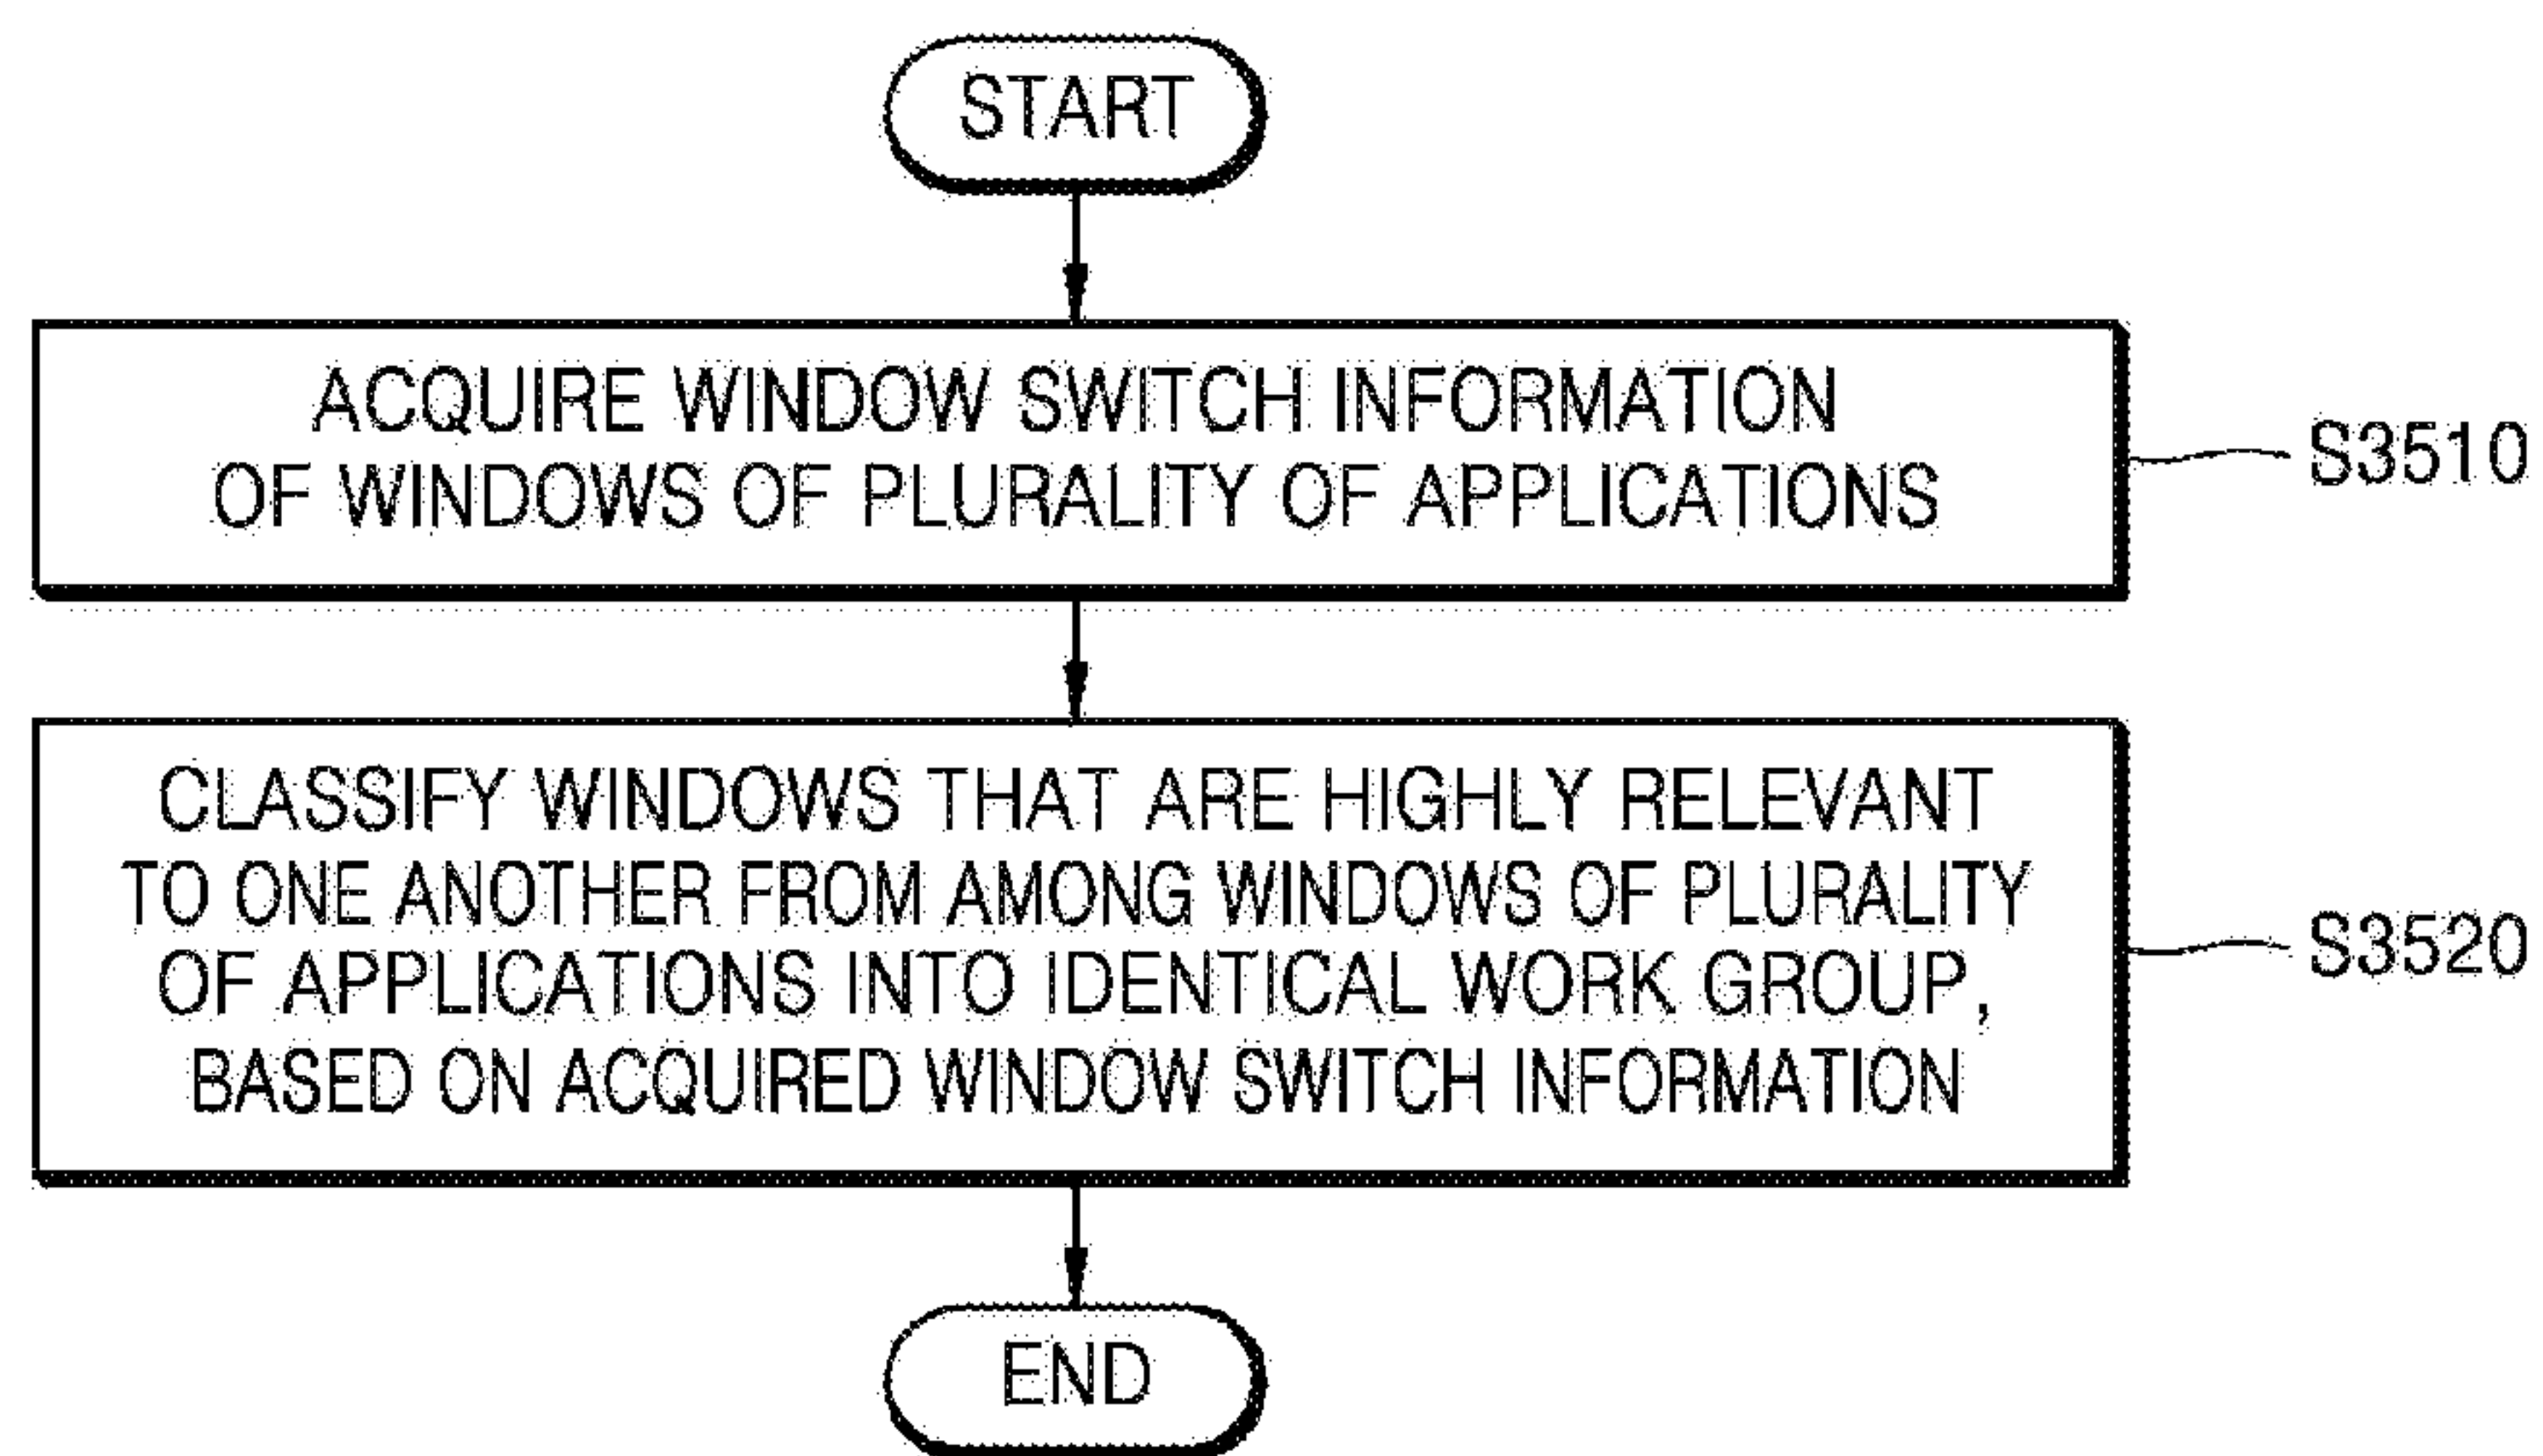 START
ACQUIRE WINDOW SWITCH INFORMATION
OF WINDOWS OF PLURALITY OF APPLICATIONS
S3510
CLASSIFY WINDOWS THAT ARE HIGHLY RELEVANT
TO ONE ANOTHER FROM AMONG WINDOWS OF PLURALITY
OF APPLICATIONS INTO IDENTICAL WORK GROUP,
BASED ON ACQUIRED WINDOW SWITCH INFORMATION
S3520
END